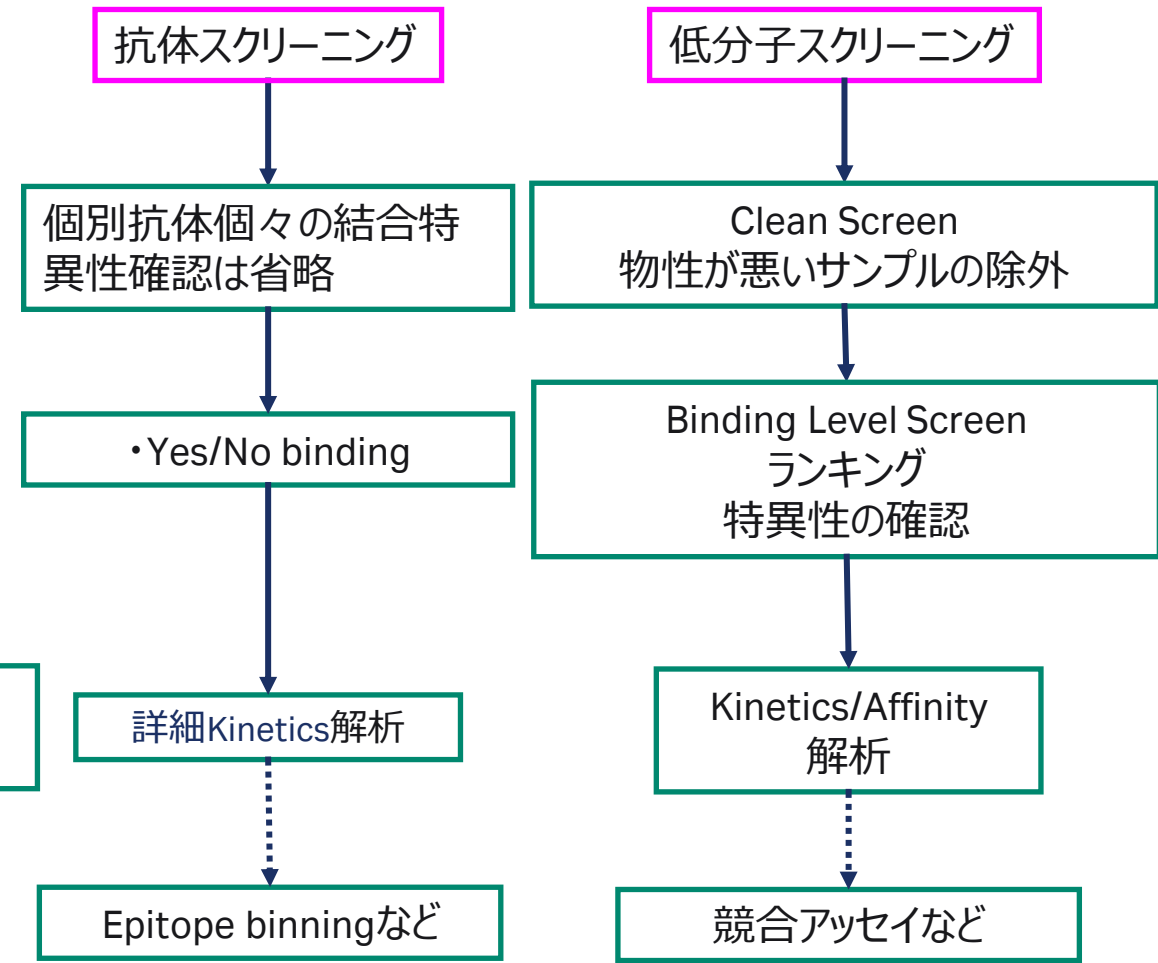 抗体スクリーニング
個別抗体個々の結合特
異性確認は省略
・Yes/No binding
詳細Kinetics解析
Epitope binningなど
低分子スクリーニング
Clean Screen
物性が悪いサンプルの除外
Binding Level Screen
ランキング
特異性の確認
Kinetics/Affinity
解析
競合アッセイなど